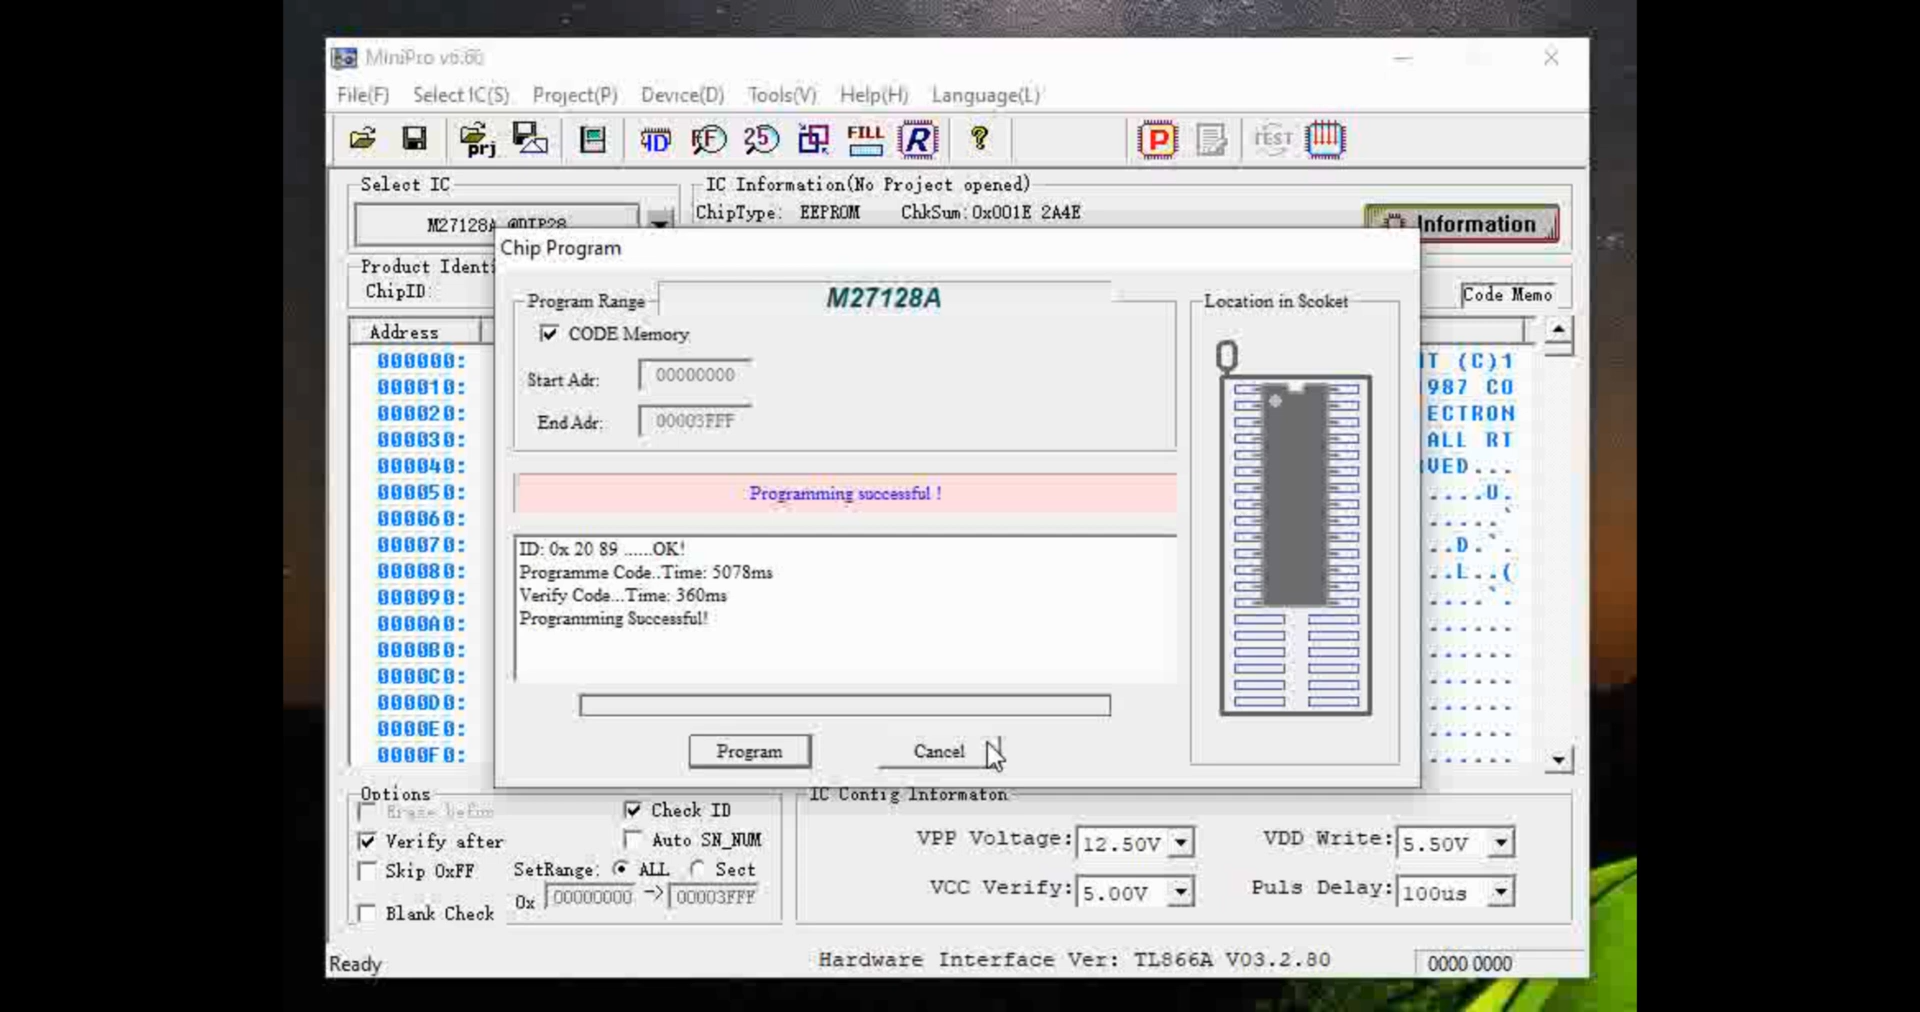 MiniPro v6.60
File(F) Select IC(S) Project(P) Device(D) Tools(V) Help(H) Language(L)
prj ID FF 25 FILL R ? P TEST
Select IC
IC Information(No Project opened)
M27128A @DIP28
ChipType: EEPROM ChkSum:0x001E 2A4E
Information
Product Identi
ChipID
Code Memo
Chip Program
Program Range
M27128A
Location in Scoket
CODE Memory
Start Adr: 00000000
End Adr: 00003FFF
Programming successful !
ID: 0x 20 89 ......OK!
Programme Code..Time: 5078ms
Verify Code...Time: 360ms
Programming Successful!
Program
Cancel
Address
000000: IT (C)1
000010: 987 CO
000020: ECTRON
000030: ALL RT
000040: VED...
000050: ....U.
000060:
000070: ..D.
000080: ..L..(
000090:
0000A0: ......
0000B0: ......
0000C0: ......
0000D0: ......
0000E0: ......
0000F0: ......
Options
Check ID
Verify after
Auto SN_NUM
Skip 0xFF
SetRange: ALL Sect
0x 00000000 -> 00003FFF
Blank Check
IC Config Informaton
VPP Voltage: 12.50V
VDD Write: 5.50V
VCC Verify: 5.00V
Puls Delay: 100us
Ready
Hardware Interface Ver: TL866A V03.2.80
0000 0000